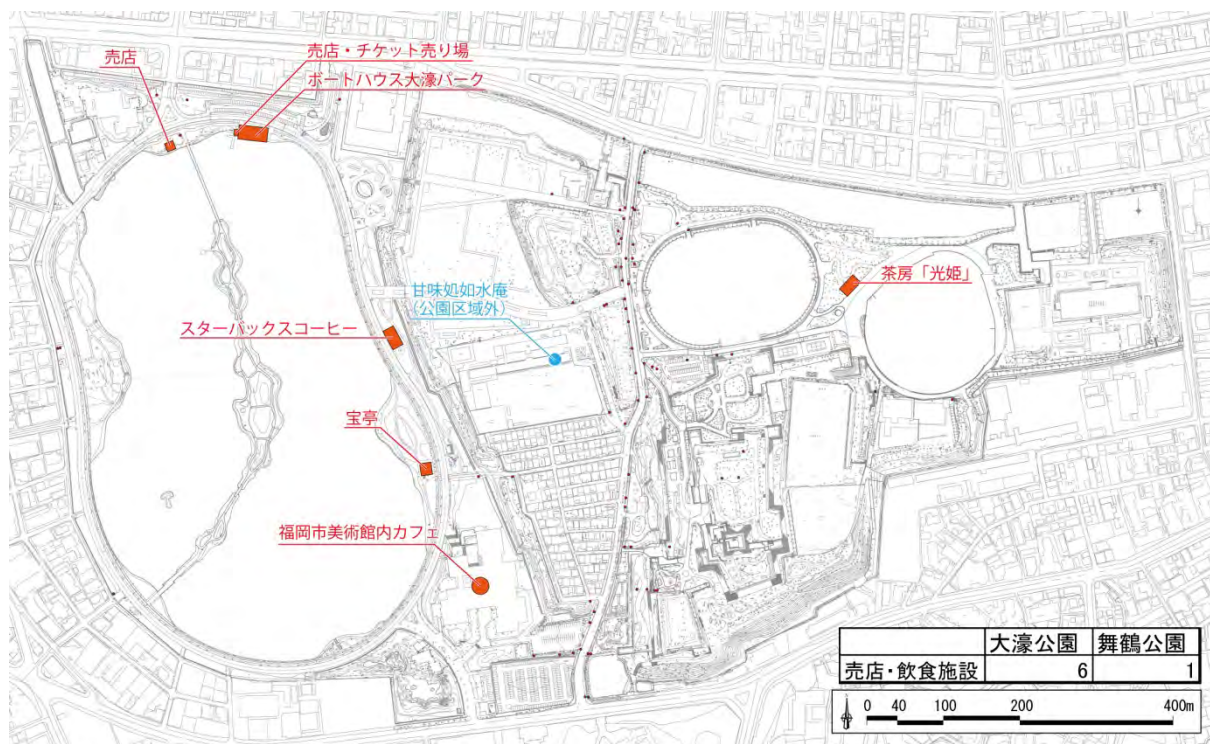 売店・チケット売り場
売店
ボートハウス大濠パーク
茶房「光姫」
甘味処如水庵
(公園区域外)
スターバックスコーヒー
宝亭
福岡市美術館内カフェ
大濠公園 舞鶴公園
売店・飲食施設 6 1
0 40 100 200 400m